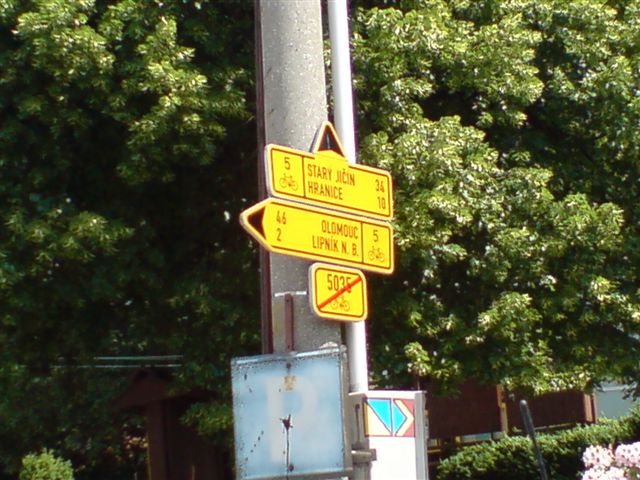 5 STARÝ JIČÍN 34
HRANICE 10
46 OLOMOUC 5
2 LIPNÍK N. B.
5035
P